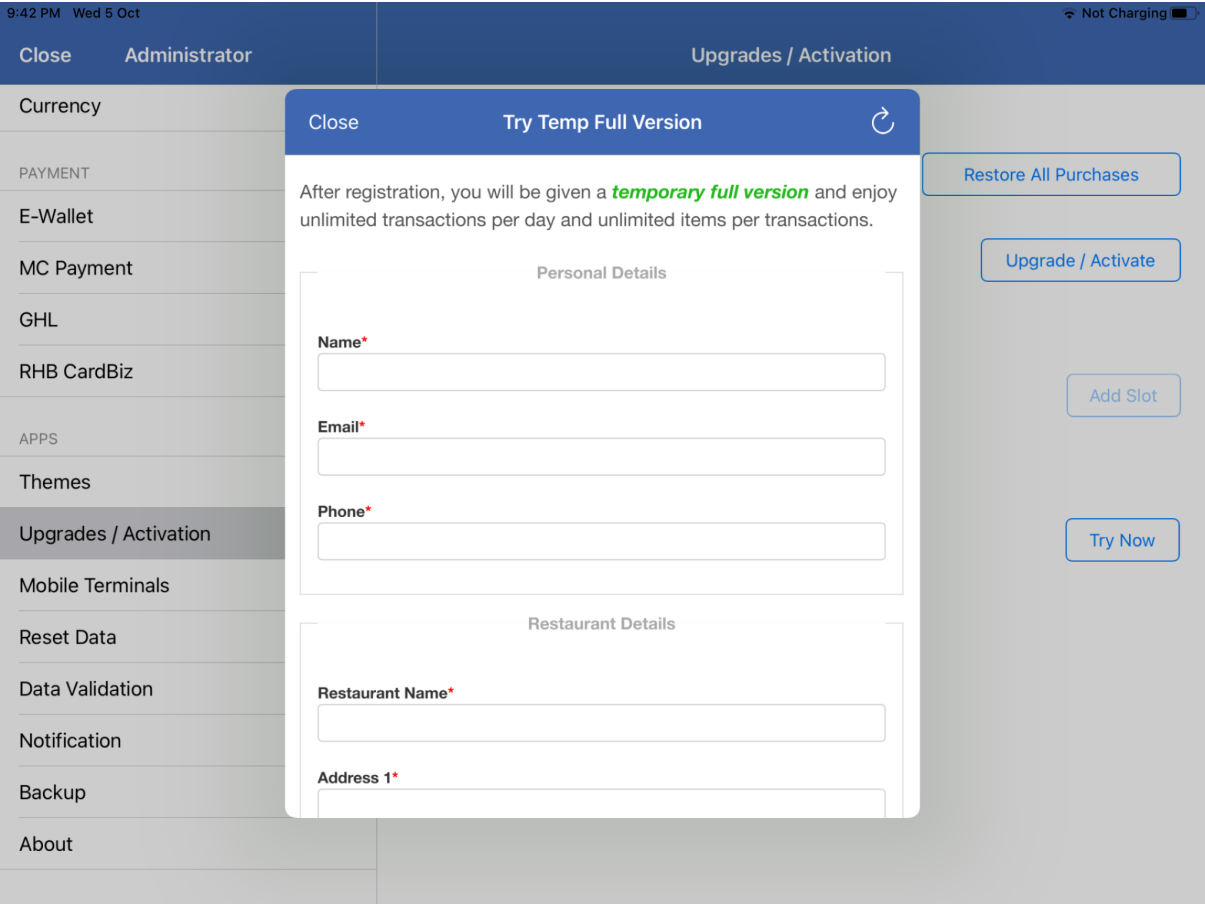 9:42 PM Wed 5 Oct
Not Charging
Close
Administrator
Upgrades / Activation
Currency
PAYMENT
E-Wallet
MC Payment
GHL
RHB CardBiz
APPS
Themes
Upgrades / Activation
Mobile Terminals
Reset Data
Data Validation
Notification
Backup
About
Close
Try Temp Full Version
After registration, you will be given a temporary full version and enjoy
unlimited transactions per day and unlimited items per transactions.
Personal Details
Name*
Email*
Phone*
Restaurant Details
Restaurant Name*
Address 1*
Restore All Purchases
Upgrade / Activate
Add Slot
Try Now